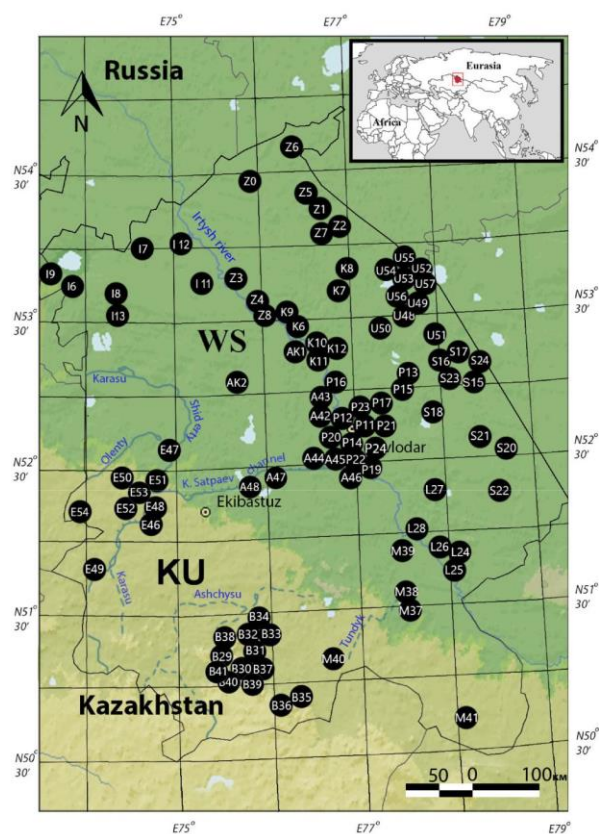 E75° E77° E79°
Russia
Eurasia
Africa
N
N54° 30'
N54° 30'
Z6
Z0
Z5
Z1
Z2
Z7
Irtysh river
I7
I 12
I9
I6
I8
I 11
Z3
I13
Z4
Z8
K8
K7
K9
K6
U55
U54
U52
U53
U57
U56
U49
U48
U50
U51
N53° 30'
N53° 30'
WS
K10
AK1
K12
K11
S17
S16
S24
S23
S15
P13
P15
P16
AK2
Karasu
A43
P23
P17
A42
P12
P11
P21
S18
Shiderty
Olenty
E47
P20
P14
P24
vlodar
S21
S20
A44
A45
P22
P19
A46
N52° 30'
N52° 30'
E50
E51
E53
K. Satpaev channel
A47
A48
L27
S22
E54
E52
E48
E46
Ekibastuz
L28
M39
L26
L24
L25
E49
KU
Karasu
Ashchysu
M38
M37
N51° 30'
N51° 30'
B34
B38
B32
B33
B31
B29
Tundyk
M40
B41
B30
B37
B40
B39
B35
B36
Kazakhstan
M41
N50° 30'
N50° 30'
50 0 100км
E75° E77° E79°